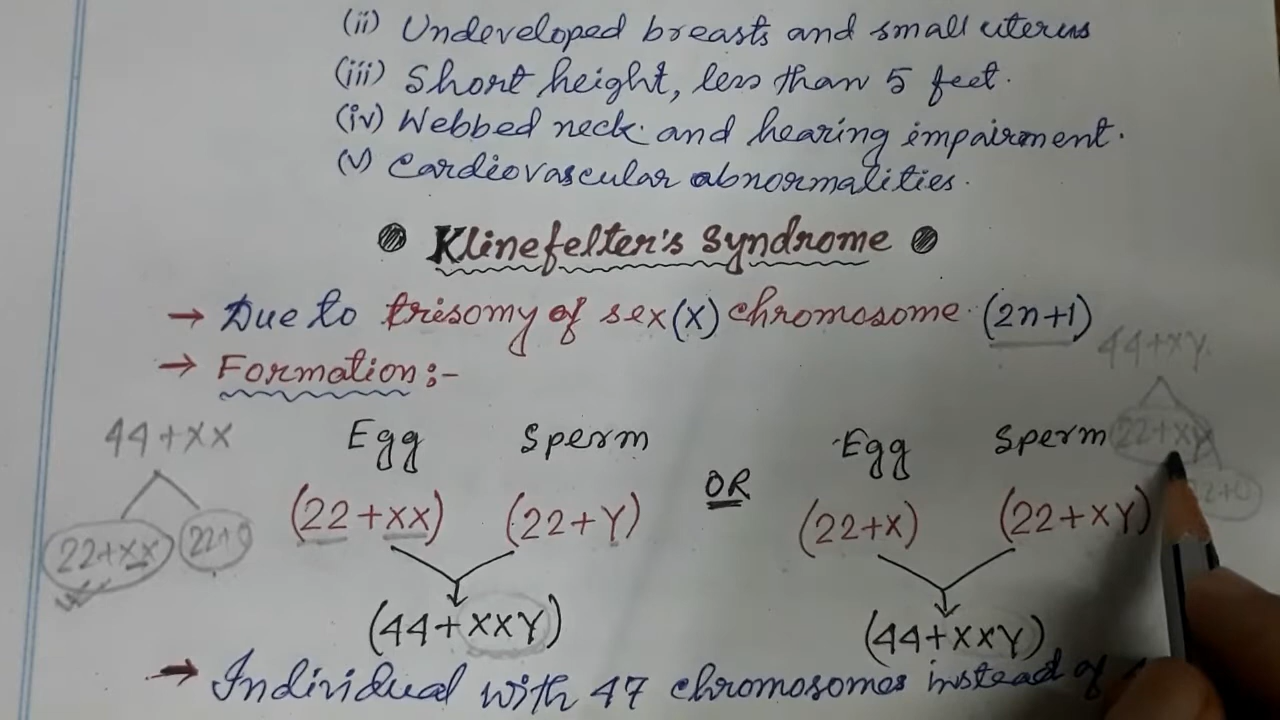 (ii) Undeveloped breasts and small uterus
(iii) Short height, less than 5 feet.
(iv) Webbed neck and hearing impairment.
(v) Cardiovascular abnormalities.
Klinefelter's Syndrome
→ Due to trisomy of sex (X) chromosome (2n+1)
→ Formation :-
44+XY
44+XX
Egg Sperm
Egg Sperm
22+XY
(22+XX) (22+Y)
OR
(22+X) (22+XY)
22+XX
(44+XXY)
(44+XXY)
→ Individual with 47 chromosomes instead of